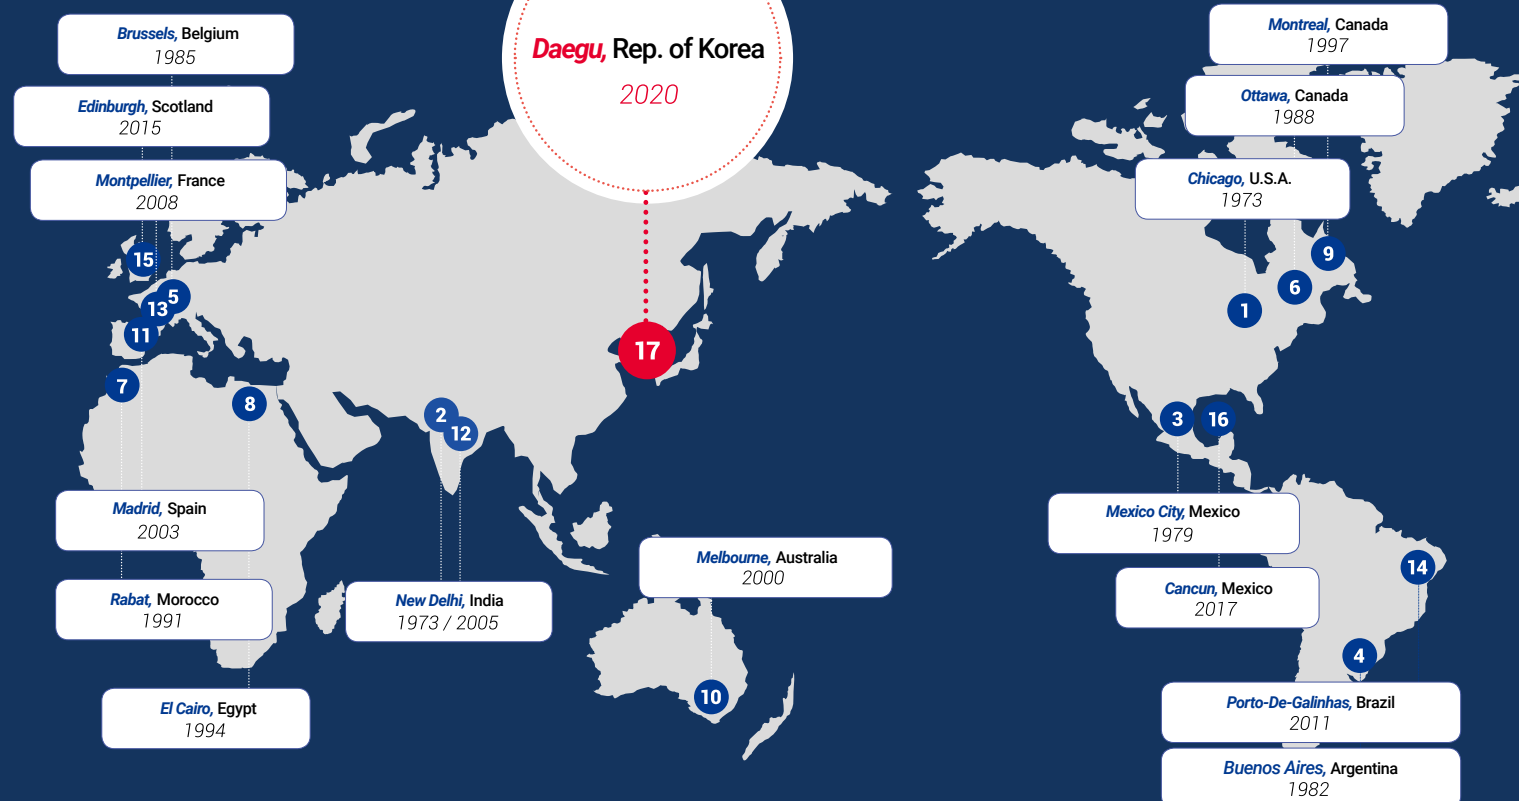 Brussels, Belgium
1985
Edinburgh, Scotland
2015
Montpellier, France
2008
Daegu, Rep. of Korea
2020
Montreal, Canada
1997
Ottawa, Canada
1988
Chicago, U.S.A.
1973
15
5
13
11
7
8
2
12
17
9
6
1
3
16
14
4
10
Madrid, Spain
2003
Rabat, Morocco
1991
El Cairo, Egypt
1994
New Delhi, India
1973 / 2005
Melbourne, Australia
2000
Mexico City, Mexico
1979
Cancun, Mexico
2017
Porto-De-Galinhas, Brazil
2011
Buenos Aires, Argentina
1982